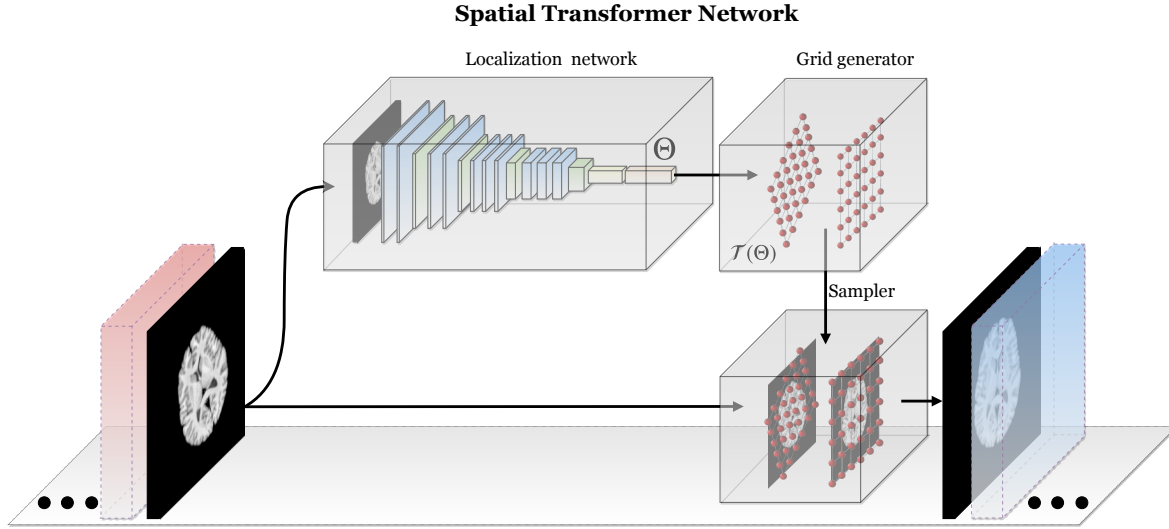 Spatial Transformer Network
Localization network
Grid generator
Θ
𝒯(Θ)
Sampler